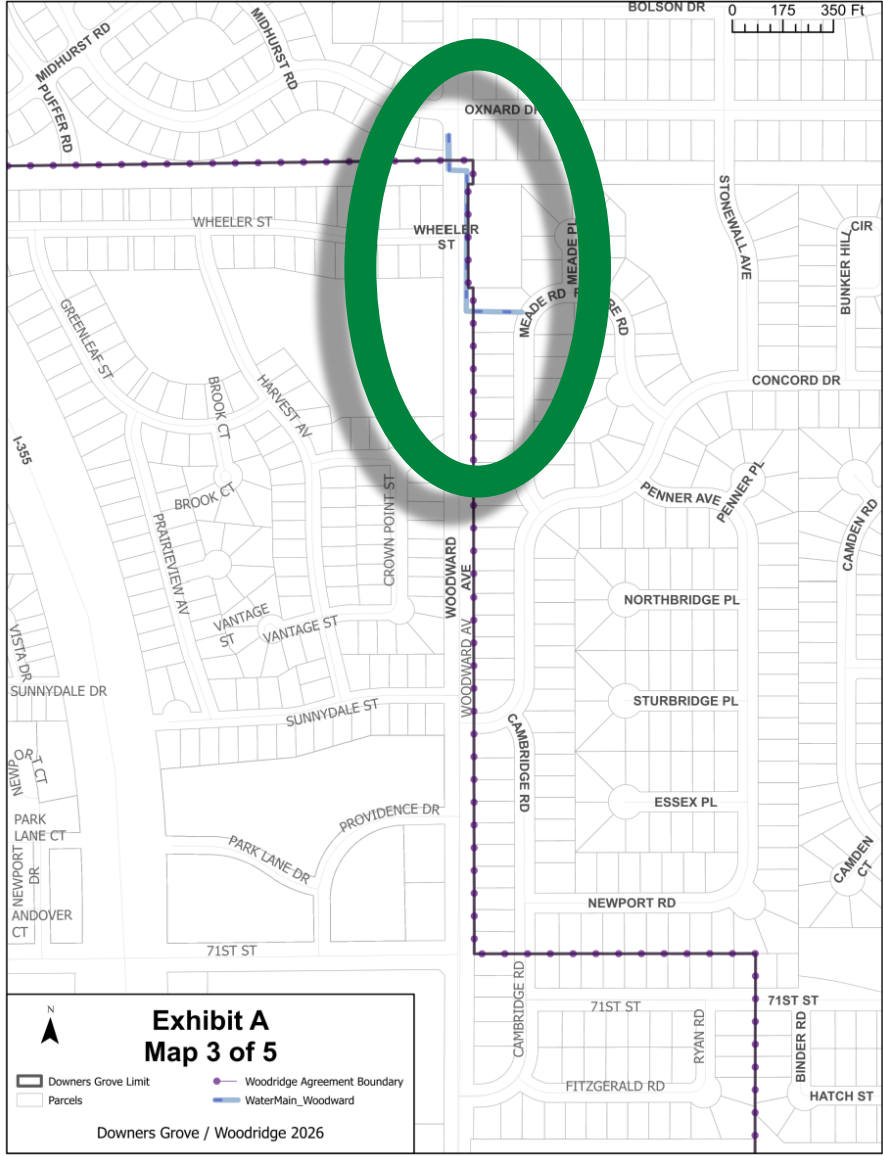 BOLSON DR
0 175 350 Ft
MIDHURST RD
MIDHURST RD
PUFFER RD
OXNARD DR
WHEELER ST
WHEELER
ST
MEADE PL
STONEWALL AVE
BUNKER HILL
CIR
MEADE RD
RE RD
GREENLEAF ST
HARVEST AV
BROOK CT
CONCORD DR
I-355
BROOK CT
PRAIRIEVIEW AV
CROWN POINT ST
PENNER AVE
PENNER PL
CAMDEN RD
WOODWARD
AVE
NORTHBRIDGE PL
VANTAGE
ST
VANTAGE ST
VISTA DR
WOODWARD AV
SUNNYDALE DR
SUNNYDALE ST
STURBRIDGE PL
CAMBRIDGE RD
NEWP
ORT CT
ESSEX PL
PARK
LANE CT
PROVIDENCE DR
PARK LANE DR
CAMDEN
CT
NEWPORT
DR
NEWPORT RD
ANDOVER
CT
71ST ST
CAMBRIDGE RD
71ST ST
71ST ST
RYAN RD
BINDER RD
FITZGERALD RD
HATCH ST
N
Exhibit A
Map 3 of 5
Downers Grove Limit
Woodridge Agreement Boundary
Parcels
WaterMain_Woodward
Downers Grove / Woodridge 2026